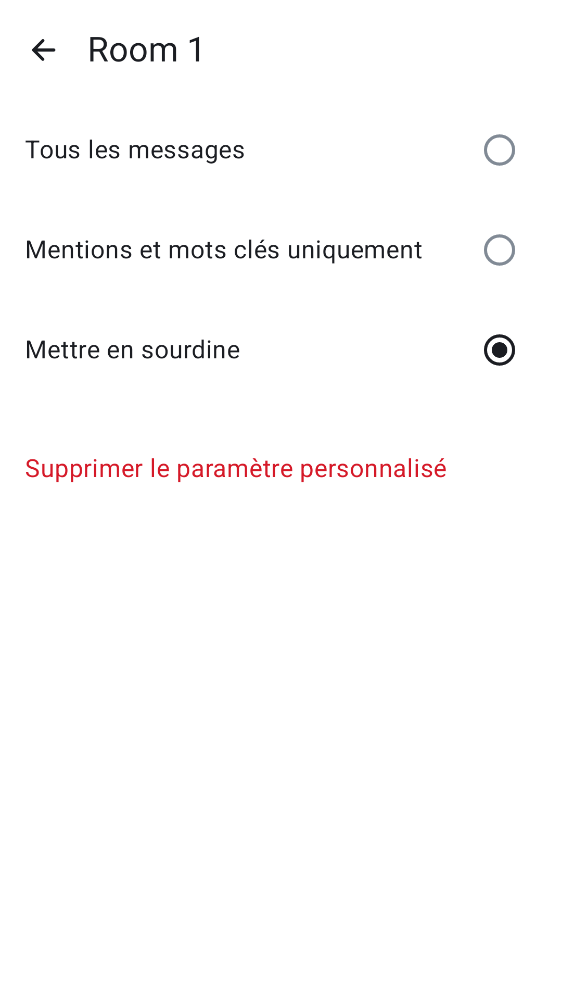 Room 1
Tous les messages
Mentions et mots clés uniquement
Mettre en sourdine
Supprimer le paramètre personnalisé